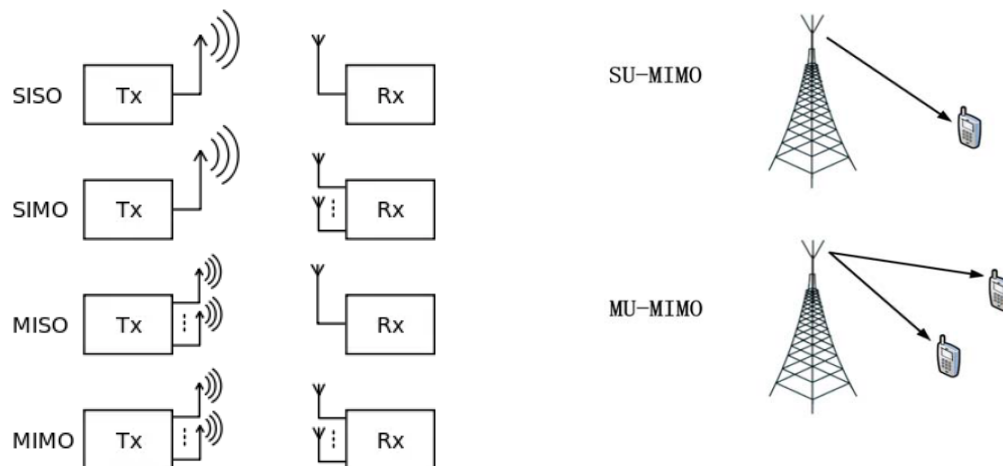 SISO Tx Rx
SIMO Tx Rx
MISO Tx Rx
MIMO Tx Rx
SU-MIMO
MU-MIMO